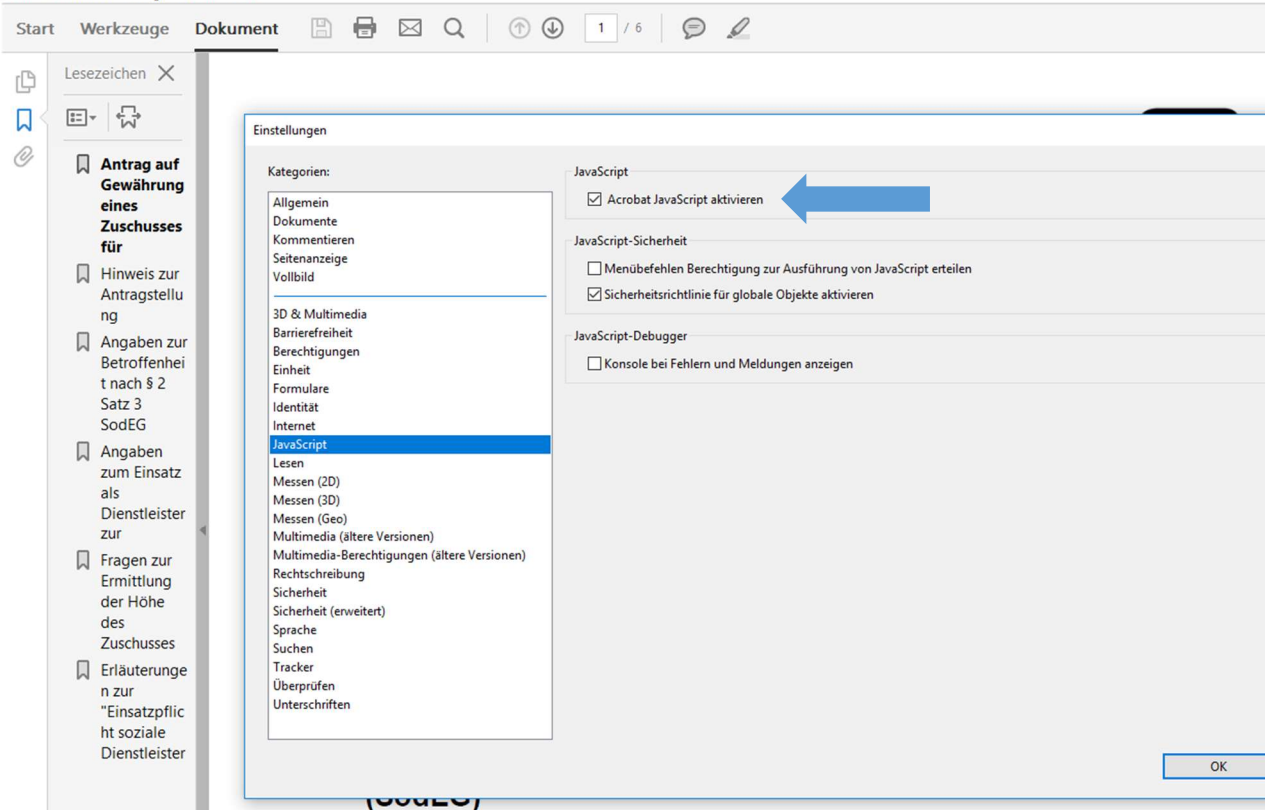 Start Werkzeuge Dokument 1 / 6
Lesezeichen
Antrag auf
Gewährung
eines
Zuschusses
für
Hinweis zur
Antragstellu
ng
Angaben zur
Betroffenhei
t nach § 2
Satz 3
SodEG
Angaben
zum Einsatz
als
Dienstleister
zur
Fragen zur
Ermittlung
der Höhe
des
Zuschusses
Erläuterunge
n zur
"Einsatzpflic
ht soziale
Dienstleister
Einstellungen
Kategorien:
Allgemein
Dokumente
Kommentieren
Seitenanzeige
Vollbild
3D & Multimedia
Barrierefreiheit
Berechtigungen
Einheit
Formulare
Identität
Internet
JavaScript
Lesen
Messen (2D)
Messen (3D)
Messen (Geo)
Multimedia (ältere Versionen)
Multimedia-Berechtigungen (ältere Versionen)
Rechtschreibung
Sicherheit
Sicherheit (erweitert)
Sprache
Suchen
Tracker
Überprüfen
Unterschriften
JavaScript
Acrobat JavaScript aktivieren
JavaScript-Sicherheit
Menübefehlen Berechtigung zur Ausführung von JavaScript erteilen
Sicherheitsrichtlinie für globale Objekte aktivieren
JavaScript-Debugger
Konsole bei Fehlern und Meldungen anzeigen
OK
(SodEG)